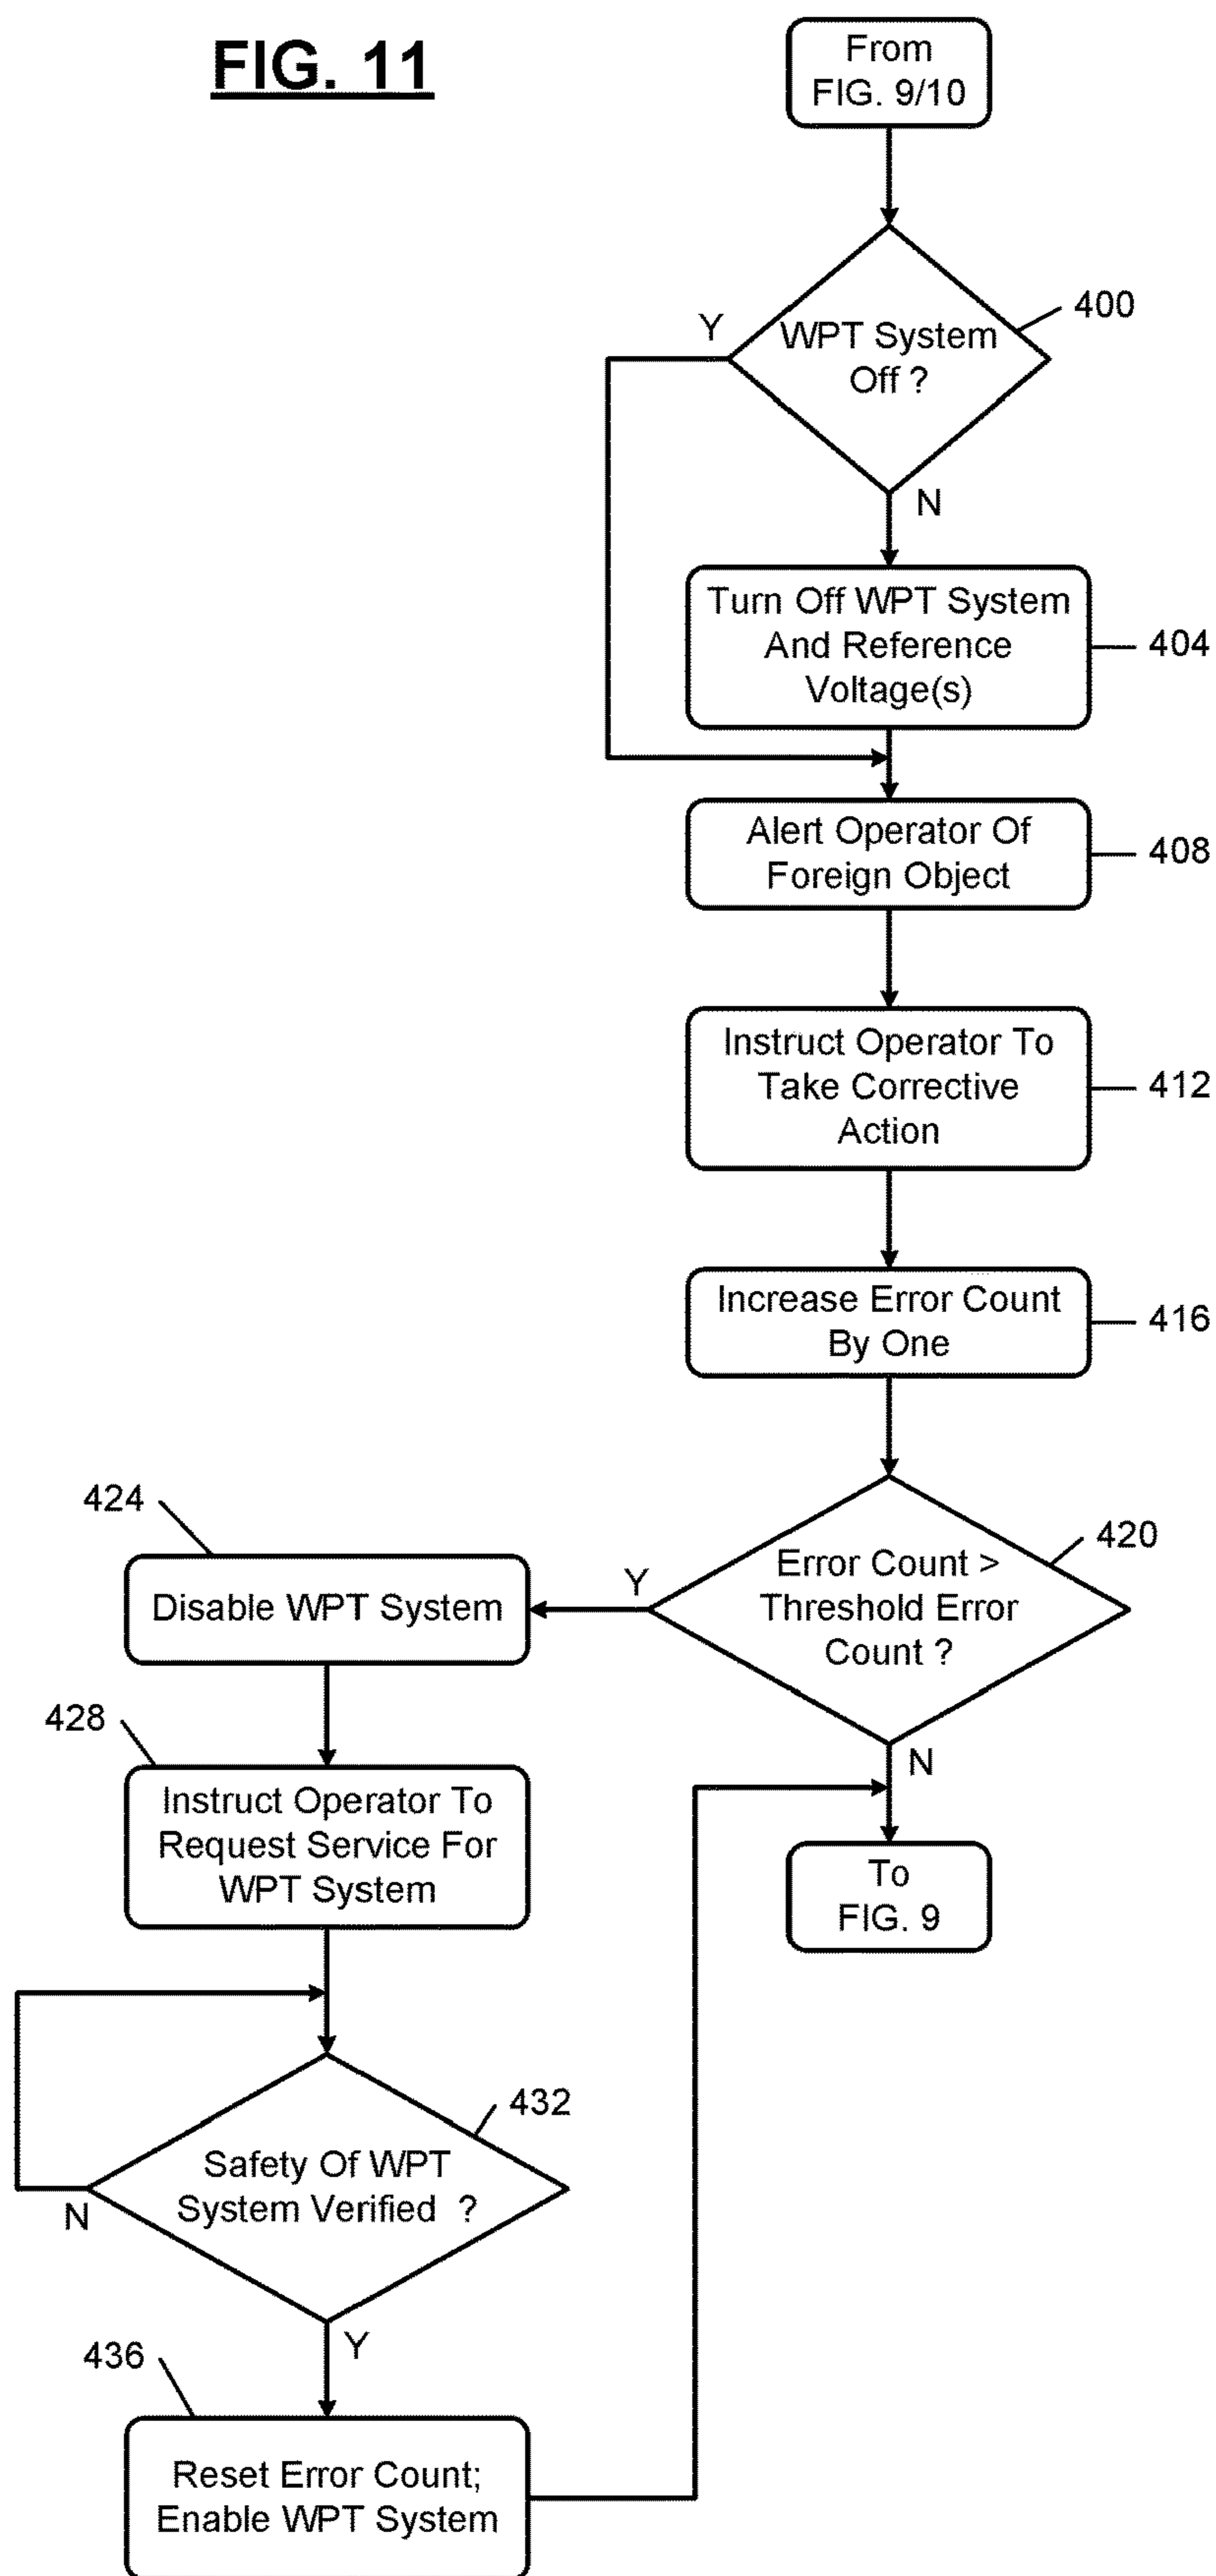 FIG. 11
From
FIG. 9/10
400
Y
WPT System
Off ?
N
Turn Off WPT System
And Reference
Voltage(s)
404
Alert Operator Of
Foreign Object
408
Instruct Operator To
Take Corrective
Action
412
Increase Error Count
By One
416
420
Error Count >
Threshold Error
Count ?
Y
N
424
Disable WPT System
428
Instruct Operator To
Request Service For
WPT System
To
FIG. 9
432
Safety Of WPT
System Verified ?
N
Y
436
Reset Error Count;
Enable WPT System